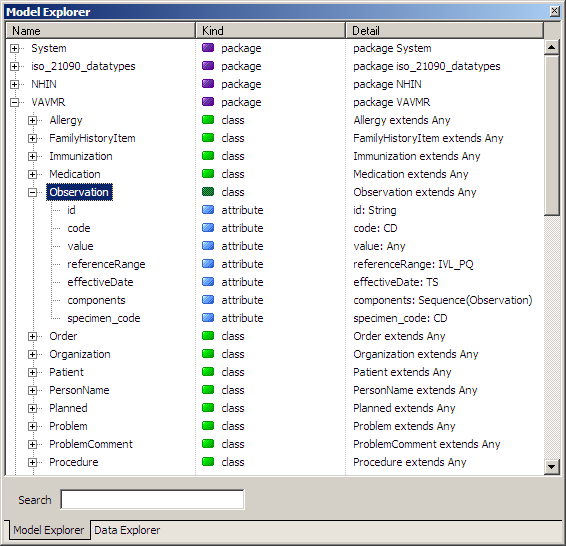 Model Explorer
Name Kind Detail
System package package System
iso_21090_datatypes package package iso_21090_datatypes
NHIN package package NHIN
VAVMR package package VAVMR
Allergy class Allergy extends Any
FamilyHistoryItem class FamilyHistoryItem extends Any
Immunization class Immunization extends Any
Medication class Medication extends Any
Observation class Observation extends Any
id attribute id: String
code attribute code: CD
value attribute value: Any
referenceRange attribute referenceRange: IVL_PQ
effectiveDate attribute effectiveDate: TS
components attribute components: Sequence(Observation)
specimen_code attribute specimen_code: CD
Order class Order extends Any
Organization class Organization extends Any
Patient class Patient extends Any
PersonName class PersonName extends Any
Planned class Planned extends Any
Problem class Problem extends Any
ProblemComment class ProblemComment extends Any
Procedure class Procedure extends Any
Search
Model Explorer Data Explorer